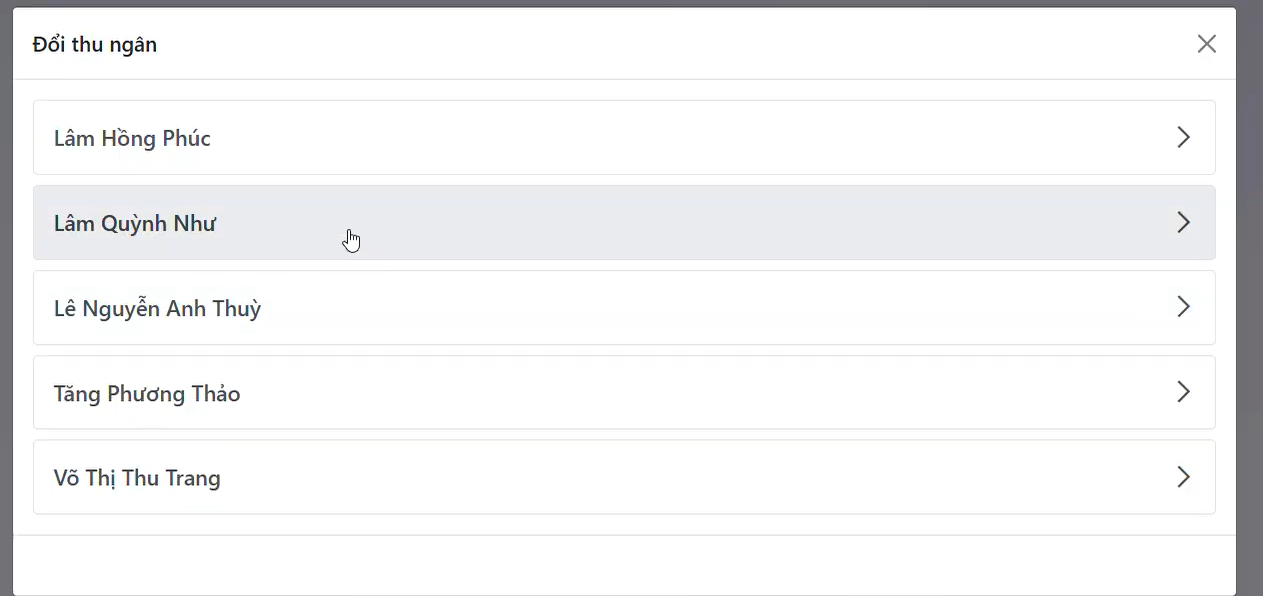 Đổi thu ngân
Lâm Hồng Phúc
Lâm Quỳnh Như
Lê Nguyễn Anh Thuỳ
Tăng Phương Thảo
Võ Thị Thu Trang